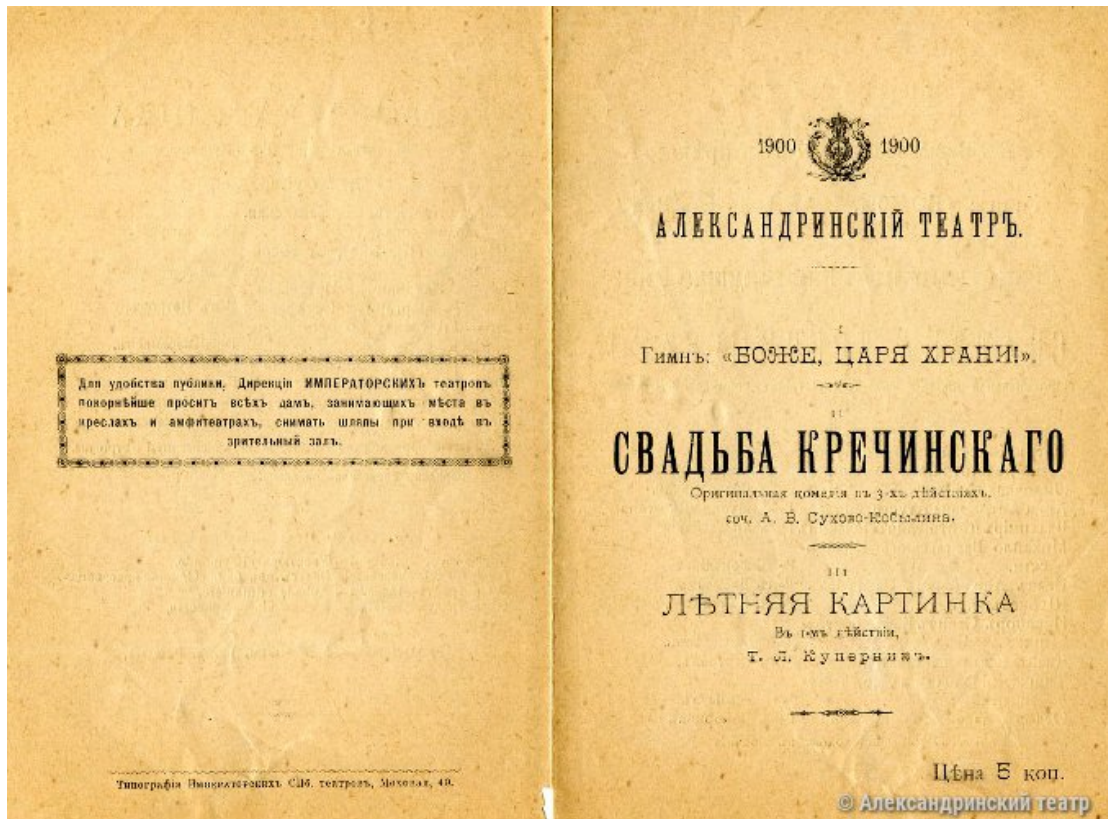 Для удобства публики, Дирекція ИМПЕРАТОРСКИХЪ театровъ
покорнѣйше проситъ всѣхъ дамъ, занимающихъ мѣста въ
креслахъ и амфитеатрахъ, снимать шляпы при входѣ въ
зрительный залъ.
Типографія Императорскихъ СПб. театровъ, Моховая, 40.
1900 1900
АЛЕКСАНДРИНСКІЙ ТЕАТРЪ.
I
Гимнъ: «БОЖЕ, ЦАРЯ ХРАНИ!».
II
СВАДЬБА КРЕЧИНСКАГО
Оригинальная комедія въ 3-хъ дѣйствіяхъ,
соч. А. В. Сухово-Кобылина.
III
ЛѢТНЯЯ КАРТИНКА
Въ 1-мъ дѣйствіи,
Т. Л. Куперникъ.
Цѣна 5 коп.
© Александринский театр